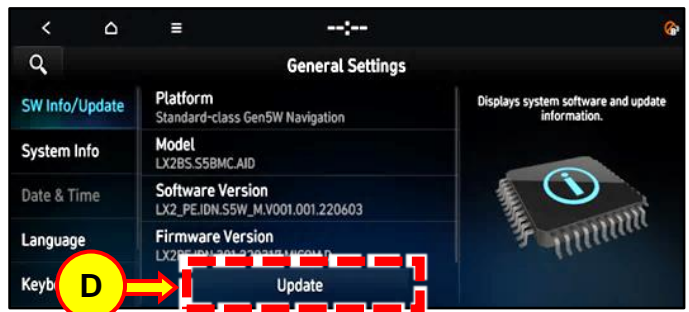 --:--
General Settings
SW Info/Update
Platform
Standard-class Gen5W Navigation
Displays system software and update
information.
System Info
Model
LX2BS.S5BMC.AID
Date & Time
Software Version
LX2_PE.IDN.S5W_M.V001.001.220603
Language
Firmware Version
D
Update